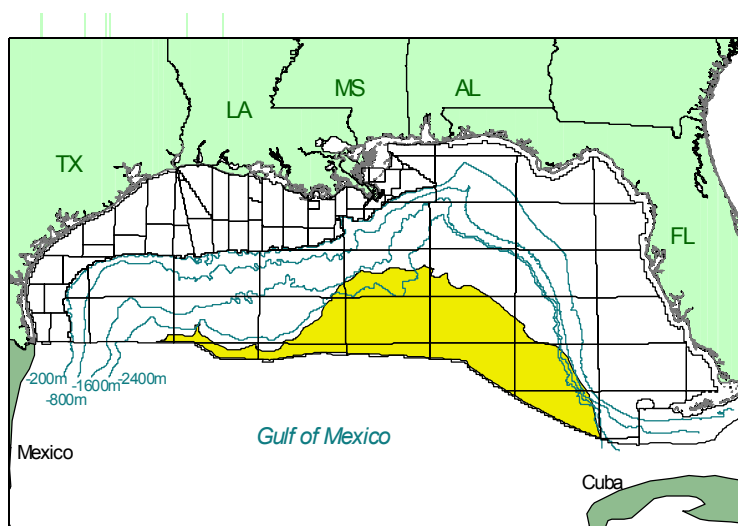 MS
AL
LA
TX
FL
-200m
-1600m
-2400m
-800m
Gulf of Mexico
Mexico
Cuba